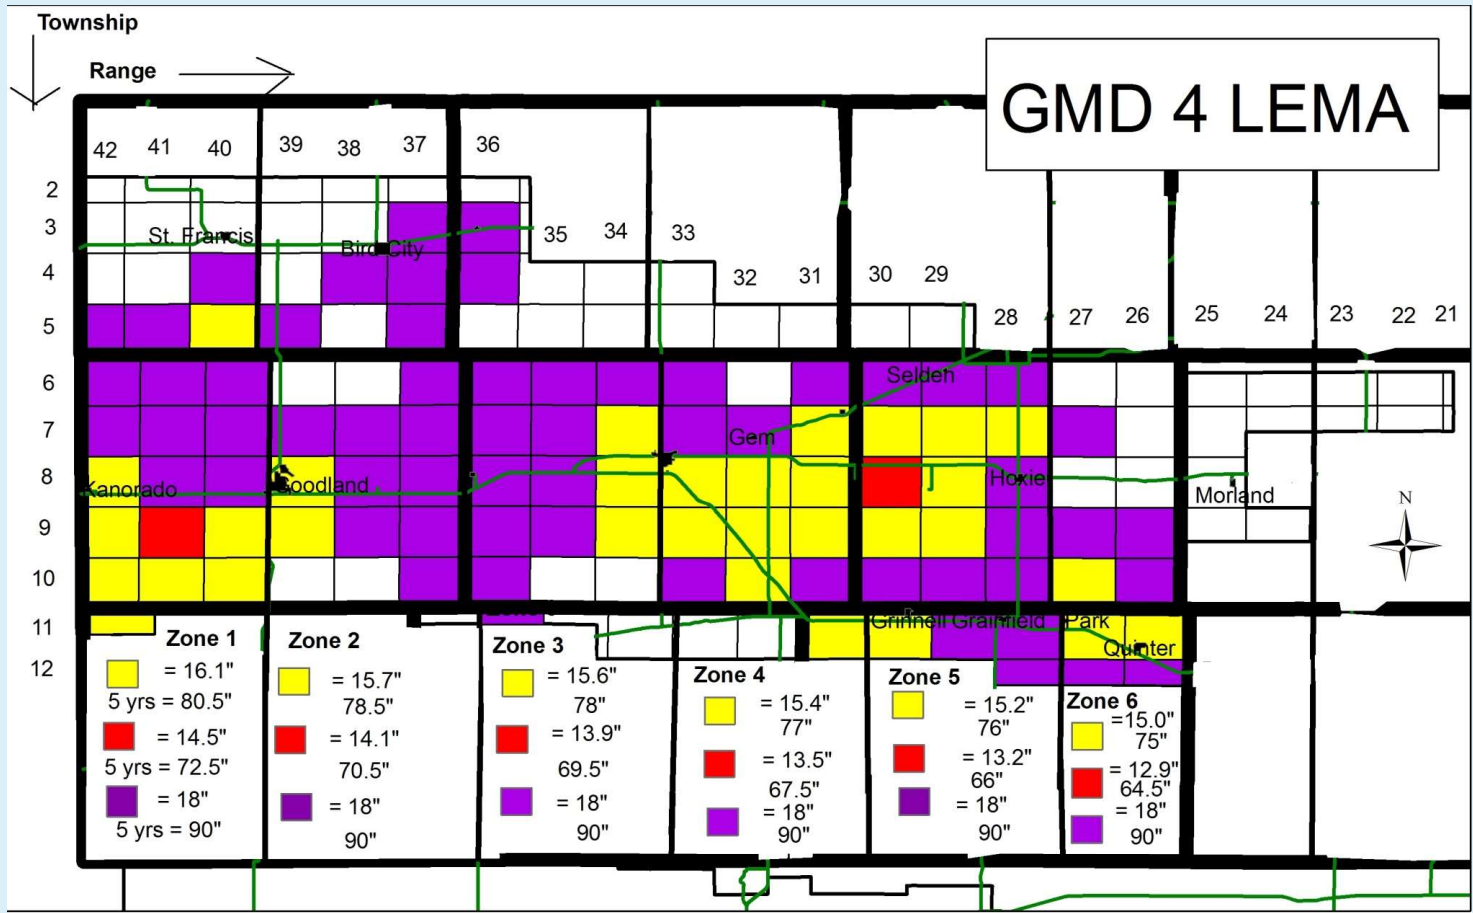 Township
Range
GMD 4 LEMA
42 41 40 39 38 37 36
2
3
St. Francis
Bird City
35 34 33
4
32 31 30 29
5
28 27 26 25 24 23 22 21
6
Selden
7
Gem
8
Kanorado
Goodland
Hoxie
Morland
N
9
10
11
Grinnell Grainfield Park
Quinter
12
Zone 1
= 16.1"
5 yrs = 80.5"
= 14.5"
5 yrs = 72.5"
= 18"
5 yrs = 90"
Zone 2
= 15.7"
78.5"
= 14.1"
70.5"
= 18"
90"
Zone 3
= 15.6"
78"
= 13.9"
69.5"
= 18"
90"
Zone 4
= 15.4"
77"
= 13.5"
67.5"
= 18"
90"
Zone 5
= 15.2"
76"
= 13.2"
66"
= 18"
90"
Zone 6
=15.0"
75"
= 12.9"
64.5"
= 18"
90"